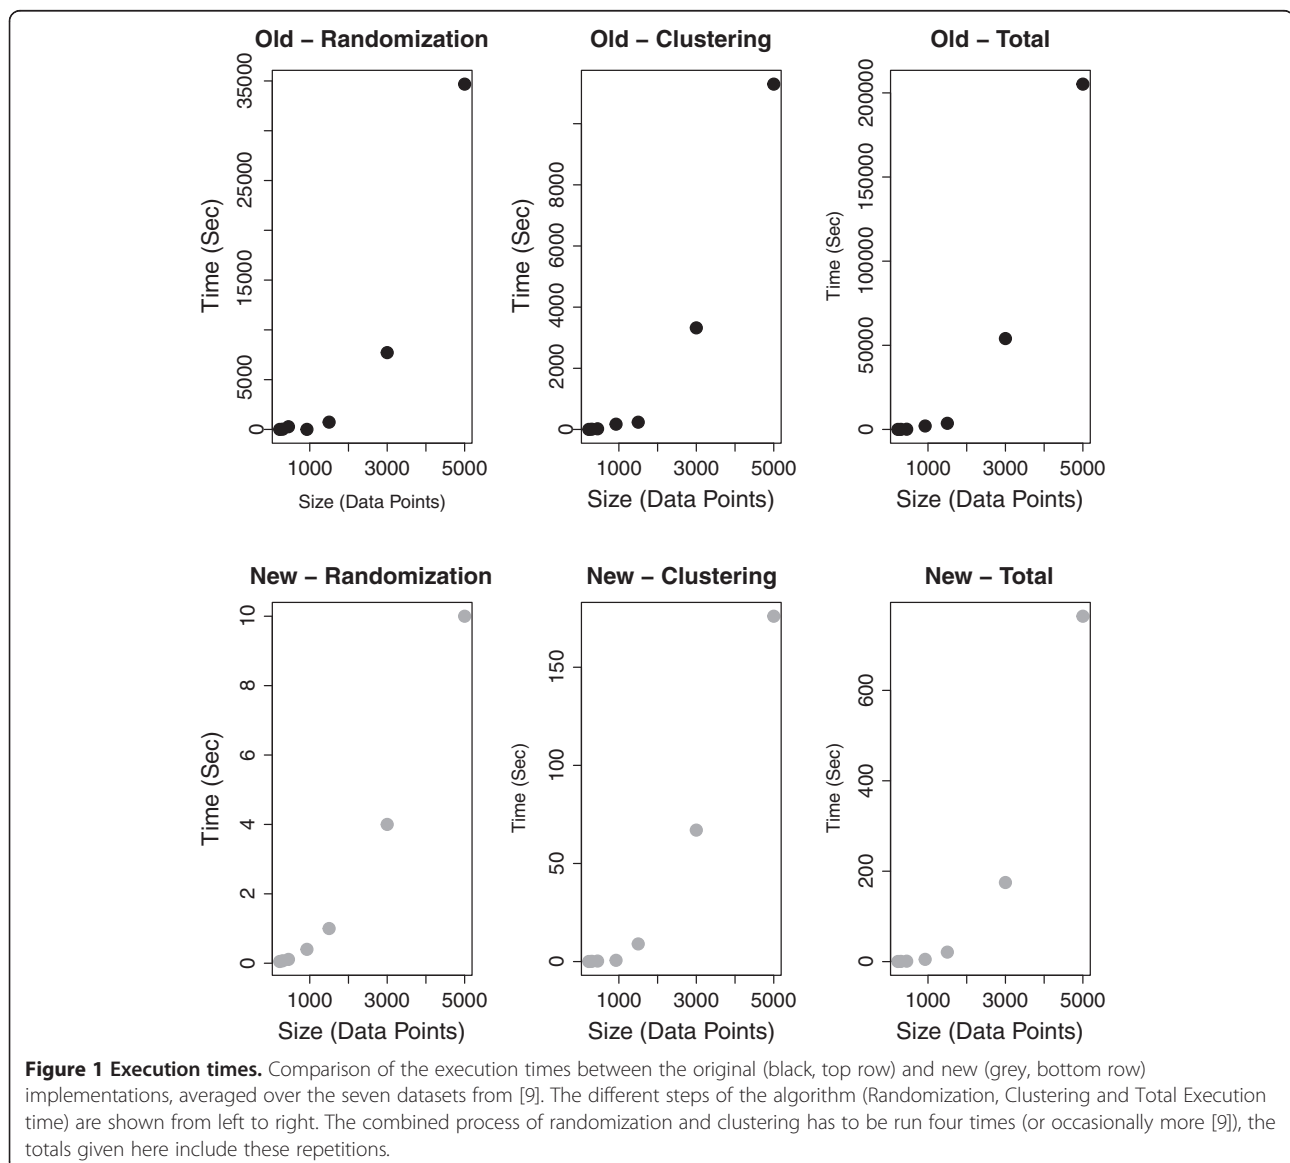 Old – Randomization
Old – Clustering
Old – Total
Time (Sec)
35000
25000
15000
5000
0
1000 3000 5000
Size (Data Points)
Time (Sec)
8000
6000
4000
2000
0
1000 3000 5000
Size (Data Points)
Time (Sec)
200000
150000
100000
50000
0
1000 3000 5000
Size (Data Points)
New – Randomization
New – Clustering
New – Total
Time (Sec)
10
8
6
4
2
0
1000 3000 5000
Size (Data Points)
Time (Sec)
150
100
50
0
1000 3000 5000
Size (Data Points)
Time (Sec)
600
400
200
0
1000 3000 5000
Size (Data Points)
Figure 1 Execution times. Comparison of the execution times between the original (black, top row) and new (grey, bottom row)
implementations, averaged over the seven datasets from [9]. The different steps of the algorithm (Randomization, Clustering and Total Execution
time) are shown from left to right. The combined process of randomization and clustering has to be run four times (or occasionally more [9]), the
totals given here include these repetitions.